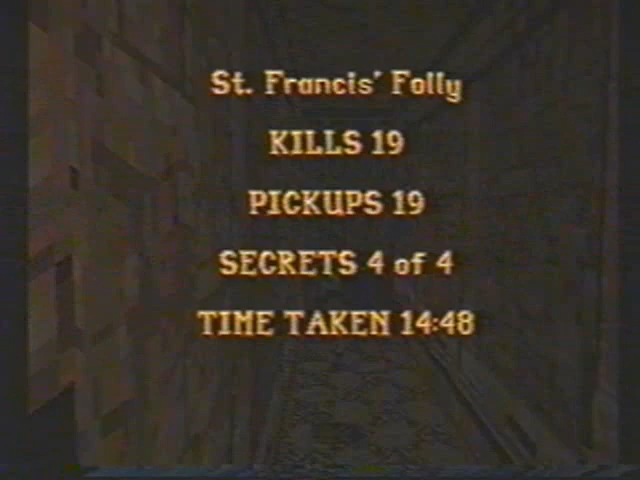 St. Francis' Folly
KILLS 19
PICKUPS 19
SECRETS 4 of 4
TIME TAKEN 14:48